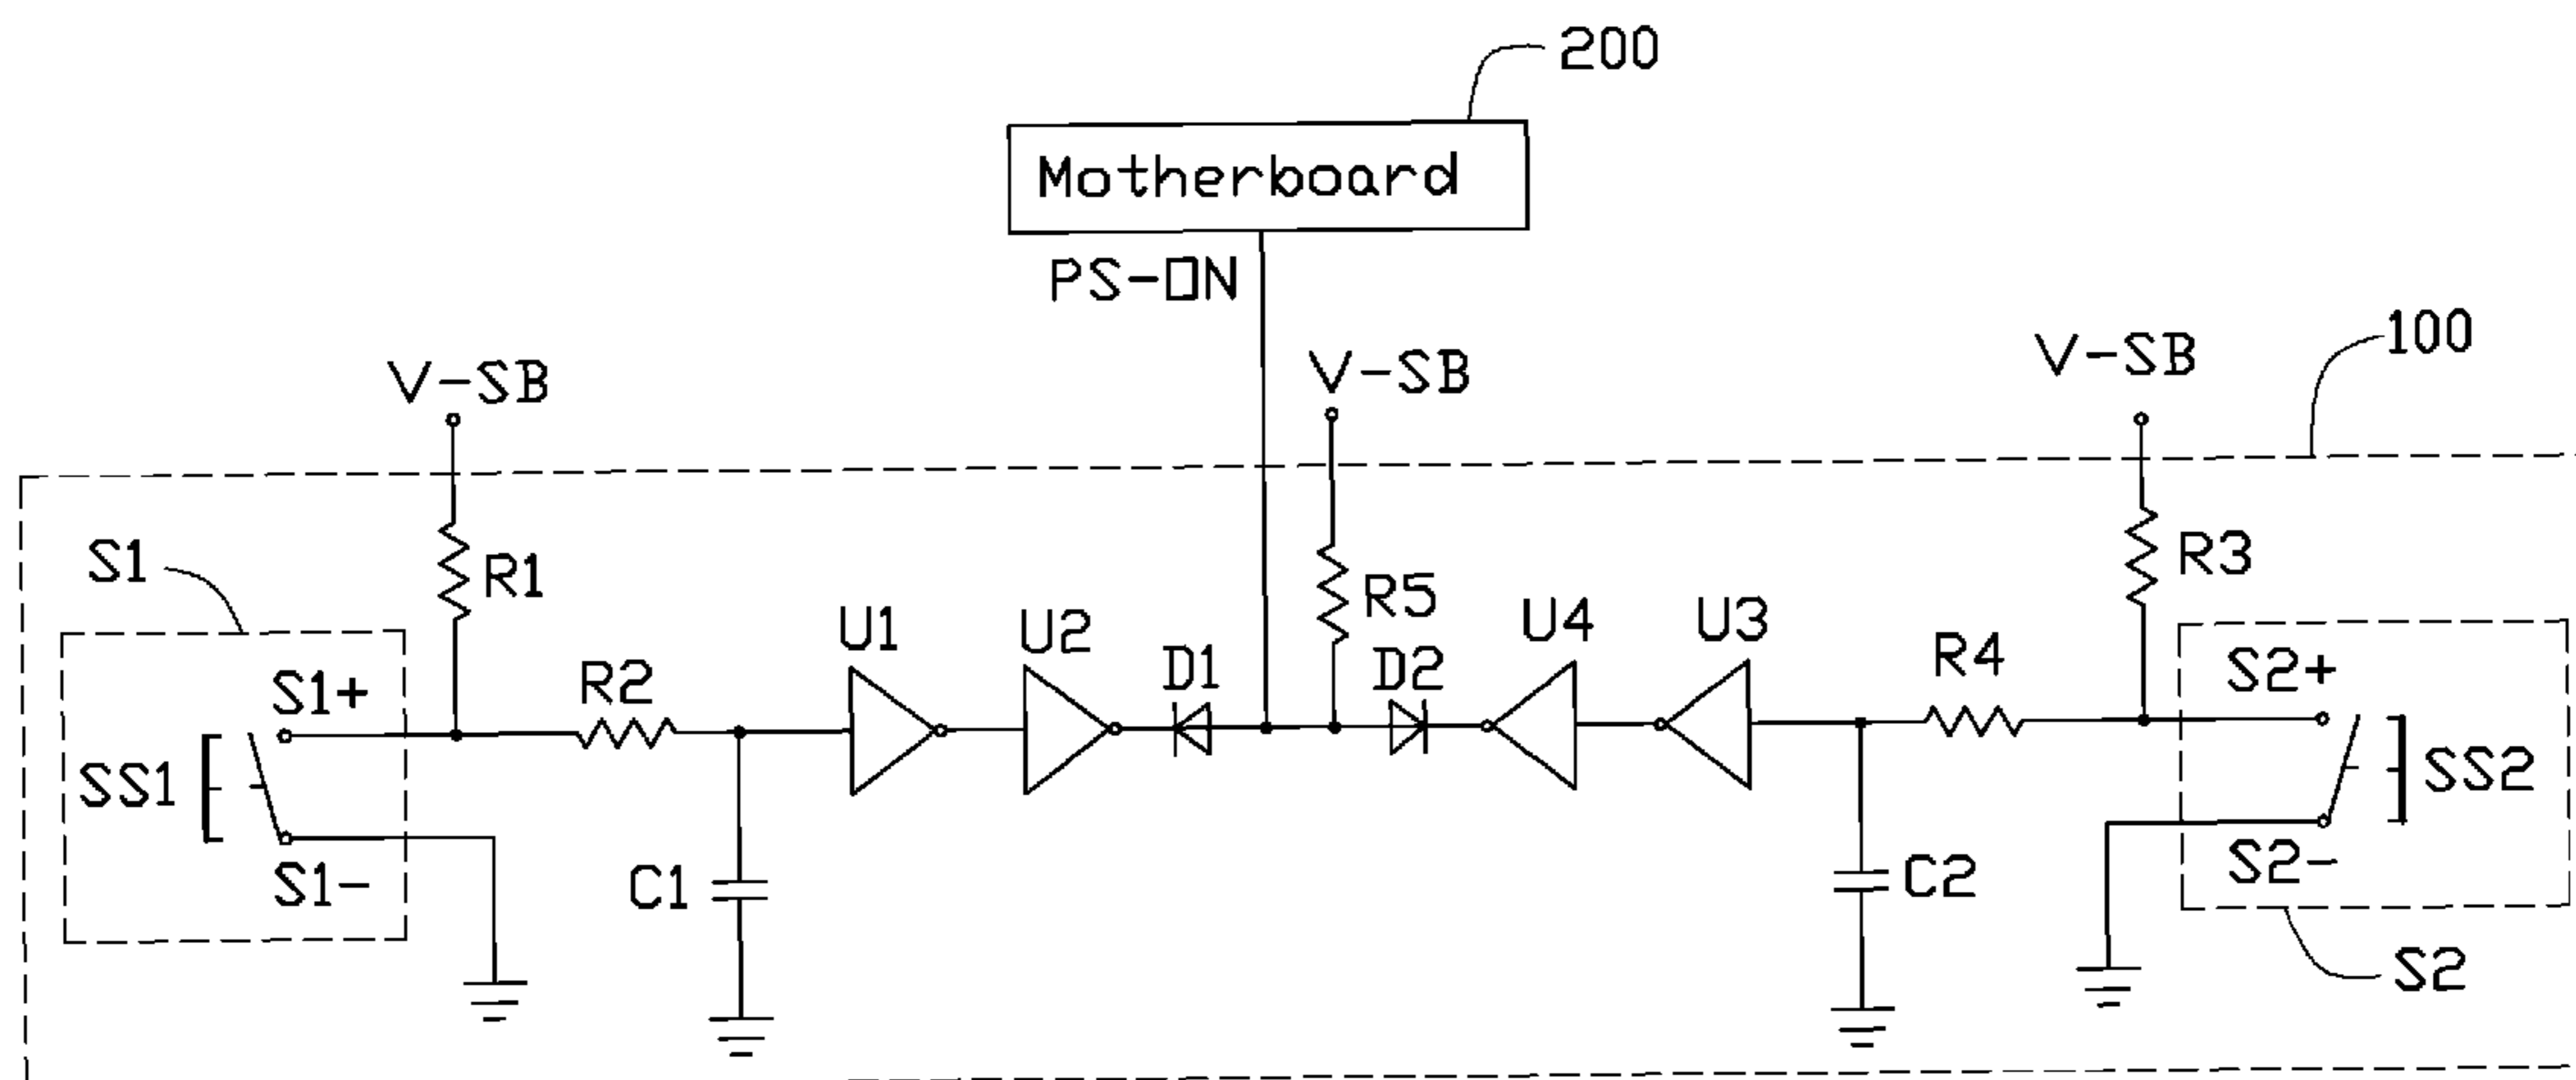 200
Motherboard
PS-ON
100
V-SB
V-SB
V-SB
S1
R1
R5
R3
U1
U2
D1
D2
U4
U3
R2
R4
S1+
S2+
SS1
SS2
S1-
C1
C2
S2-
S2